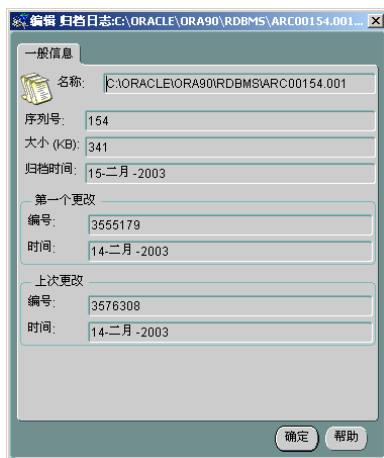 编辑 归档日志:C:\ORACLE\ORA90\RDBMS\ARC00154.001...
一般信息
名称: C:\ORACLE\ORA90\RDBMS\ARC00154.001
序列号: 154
大小 (KB): 341
归档时间: 15-二月 -2003
第一个更改
编号: 3555179
时间: 14-二月 -2003
上次更改
编号: 3576308
时间: 14-二月 -2003
确定 帮助